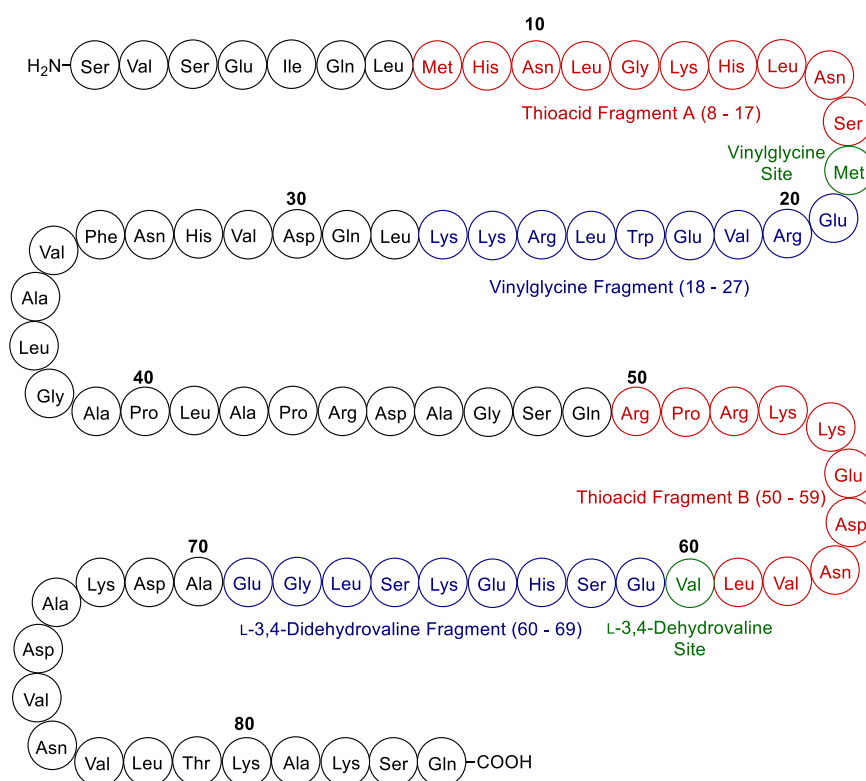 10
H₂N-Ser Val Ser Glu Ile Gln Leu Met His Asn Leu Gly Lys His Leu Asn
Thioacid Fragment A (8 - 17)
Ser
Vinylglycine
Site
Met
30 20
Phe Asn His Val Asp Gln Leu Lys Lys Arg Leu Trp Glu Val Arg Glu
Val
Vinylglycine Fragment (18 - 27)
Ala
Leu
Gly
40 50
Ala Pro Leu Ala Pro Arg Asp Ala Gly Ser Gln Arg Pro Arg Lys Lys
Glu
Thioacid Fragment B (50 - 59)
Asp
70 60
Lys Asp Ala Glu Gly Leu Ser Lys Glu His Ser Glu Val Leu Val Asn
Ala
L-3,4-Didehydrovaline Fragment (60 - 69)
L-3,4-Dehydrovaline
Site
Asp
Val
Asn
80
Val Leu Thr Lys Ala Lys Ser Gln-COOH